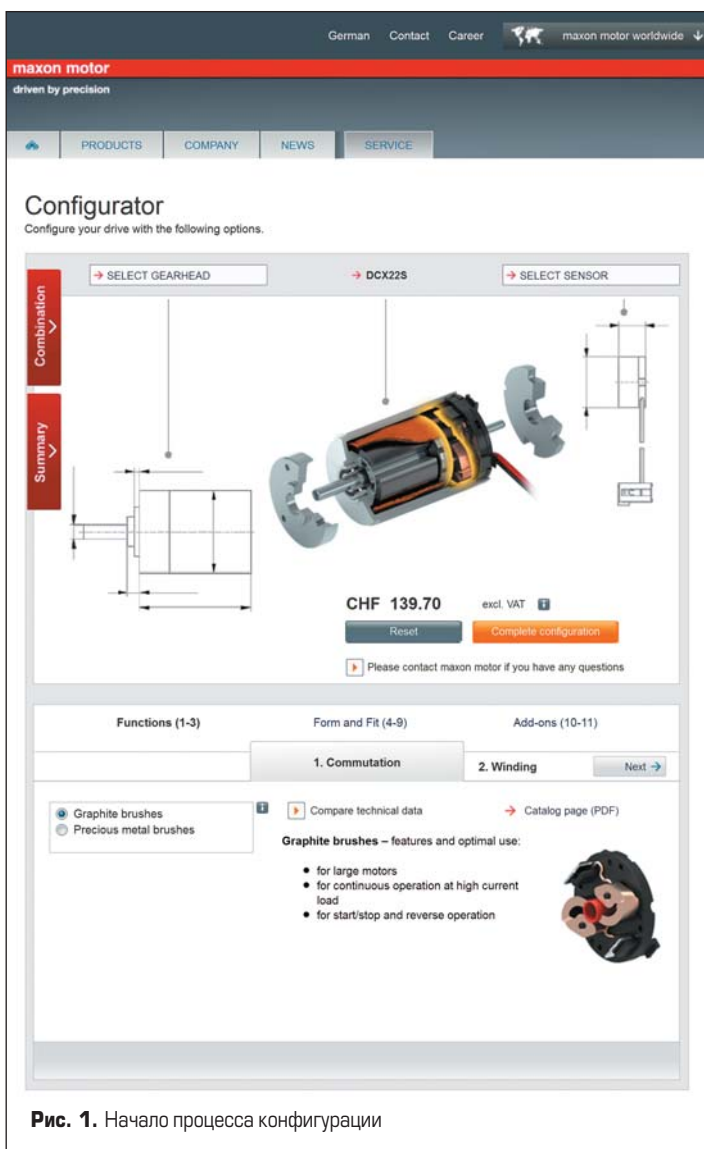 German Contact Career maxon motor worldwide
maxon motor
driven by precision
PRODUCTS COMPANY NEWS SERVICE
Configurator
Configure your drive with the following options.
→ SELECT GEARHEAD → DCX22S → SELECT SENSOR
Combination
Summary
CHF 139.70 excl. VAT i
Reset Complete configuration
Please contact maxon motor if you have any questions
Functions (1-3) Form and Fit (4-9) Add-ons (10-11)
1. Commutation 2. Winding Next →
Graphite brushes
Precious metal brushes
i
Compare technical data → Catalog page (PDF)
Graphite brushes – features and optimal use:
• for large motors
• for continuous operation at high current
load
• for start/stop and reverse operation
Рис. 1. Начало процесса конфигурации